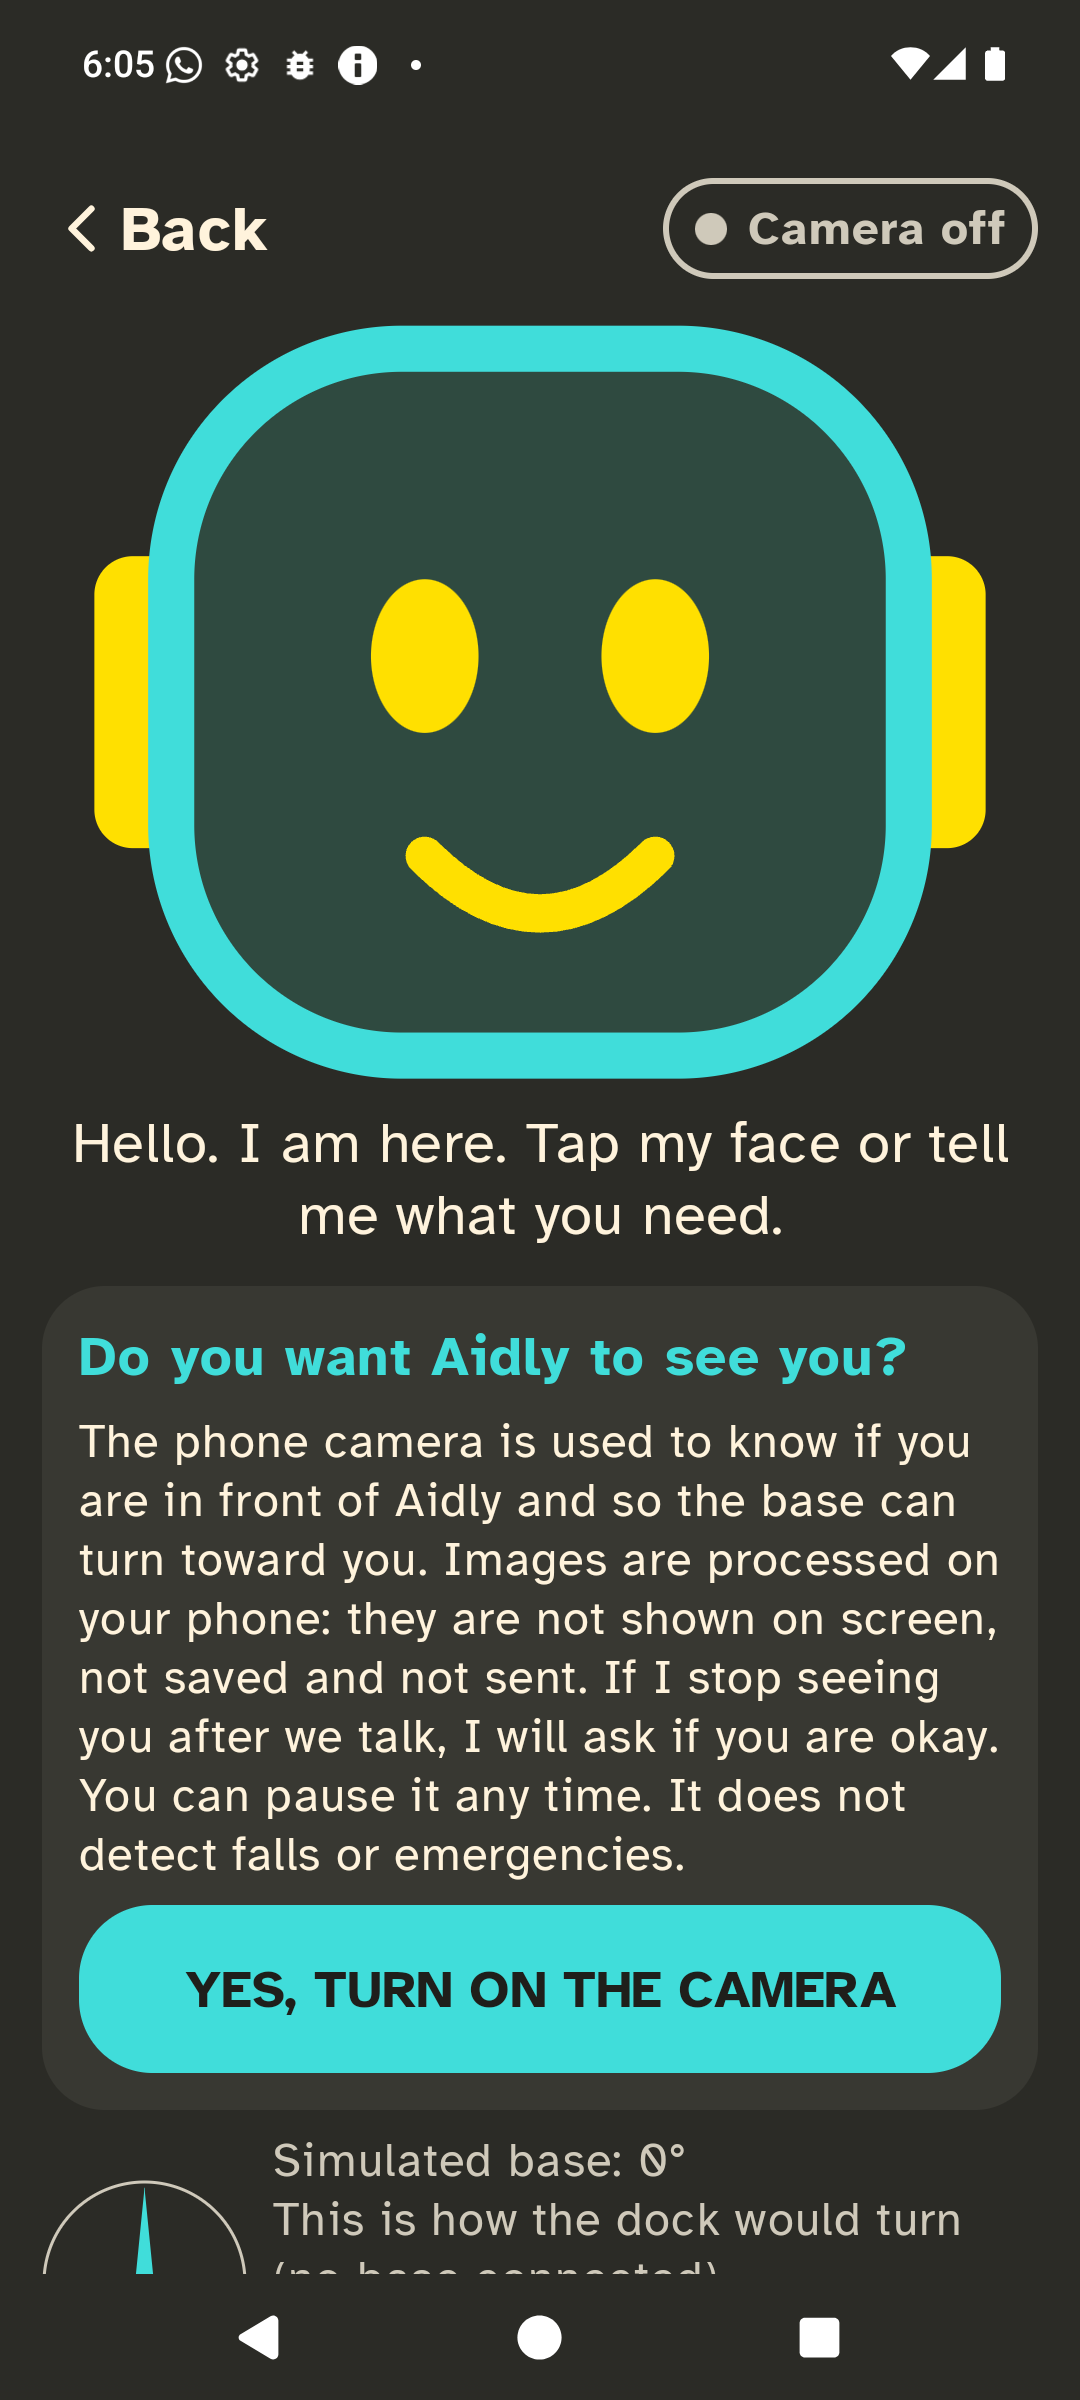 6:05
Back
Camera off
Hello. I am here. Tap my face or tell
me what you need.
Do you want Aidly to see you?
The phone camera is used to know if you
are in front of Aidly and so the base can
turn toward you. Images are processed on
your phone: they are not shown on screen,
not saved and not sent. If I stop seeing
you after we talk, I will ask if you are okay.
You can pause it any time. It does not
detect falls or emergencies.
YES, TURN ON THE CAMERA
Simulated base: 0°
This is how the dock would turn
(no base connected)